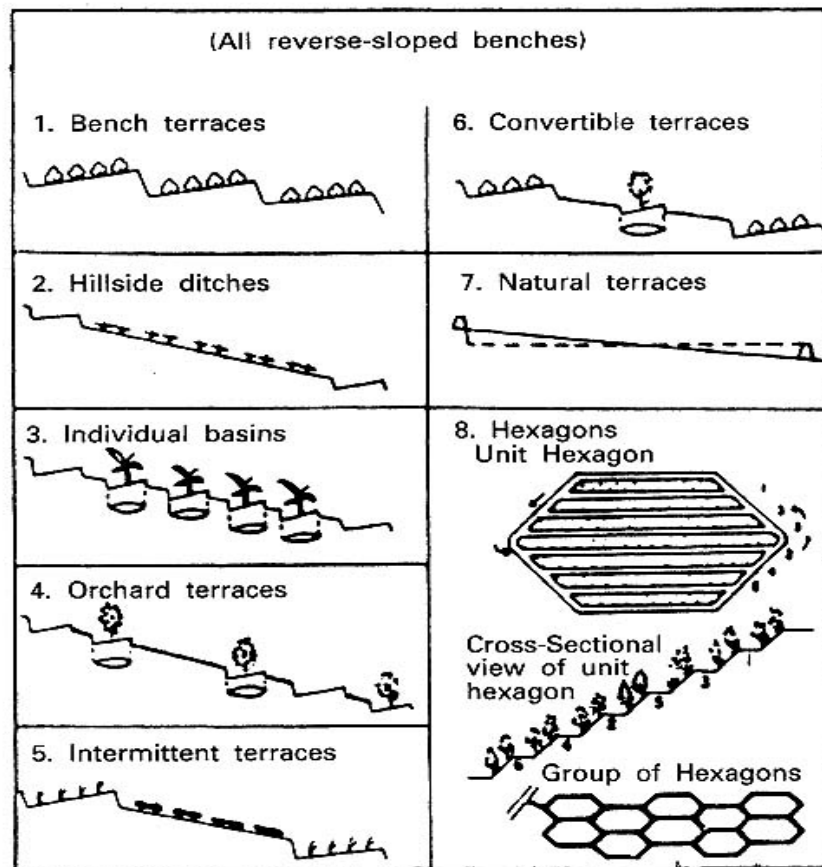 (All reverse-sloped benches)
1. Bench terraces
2. Hillside ditches
3. Individual basins
4. Orchard terraces
5. Intermittent terraces
6. Convertible terraces
7. Natural terraces
8. Hexagons
Unit Hexagon
Cross-Sectional
view of unit
hexagon
Group of Hexagons